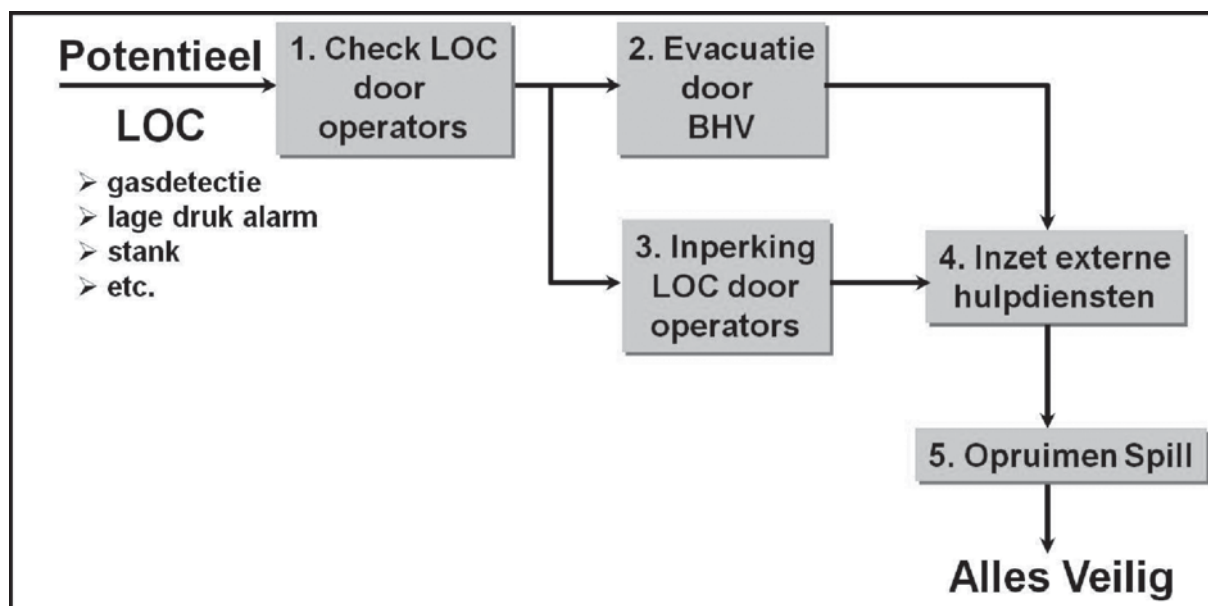 Potentieel
LOC
➢ gasdetectie
➢ lage druk alarm
➢ stank
➢ etc.
1. Check LOC
door
operators
2. Evacuatie
door
BHV
3. Inperking
LOC door
operators
4. Inzet externe
hulpdiensten
5. Opruimen Spill
Alles Veilig